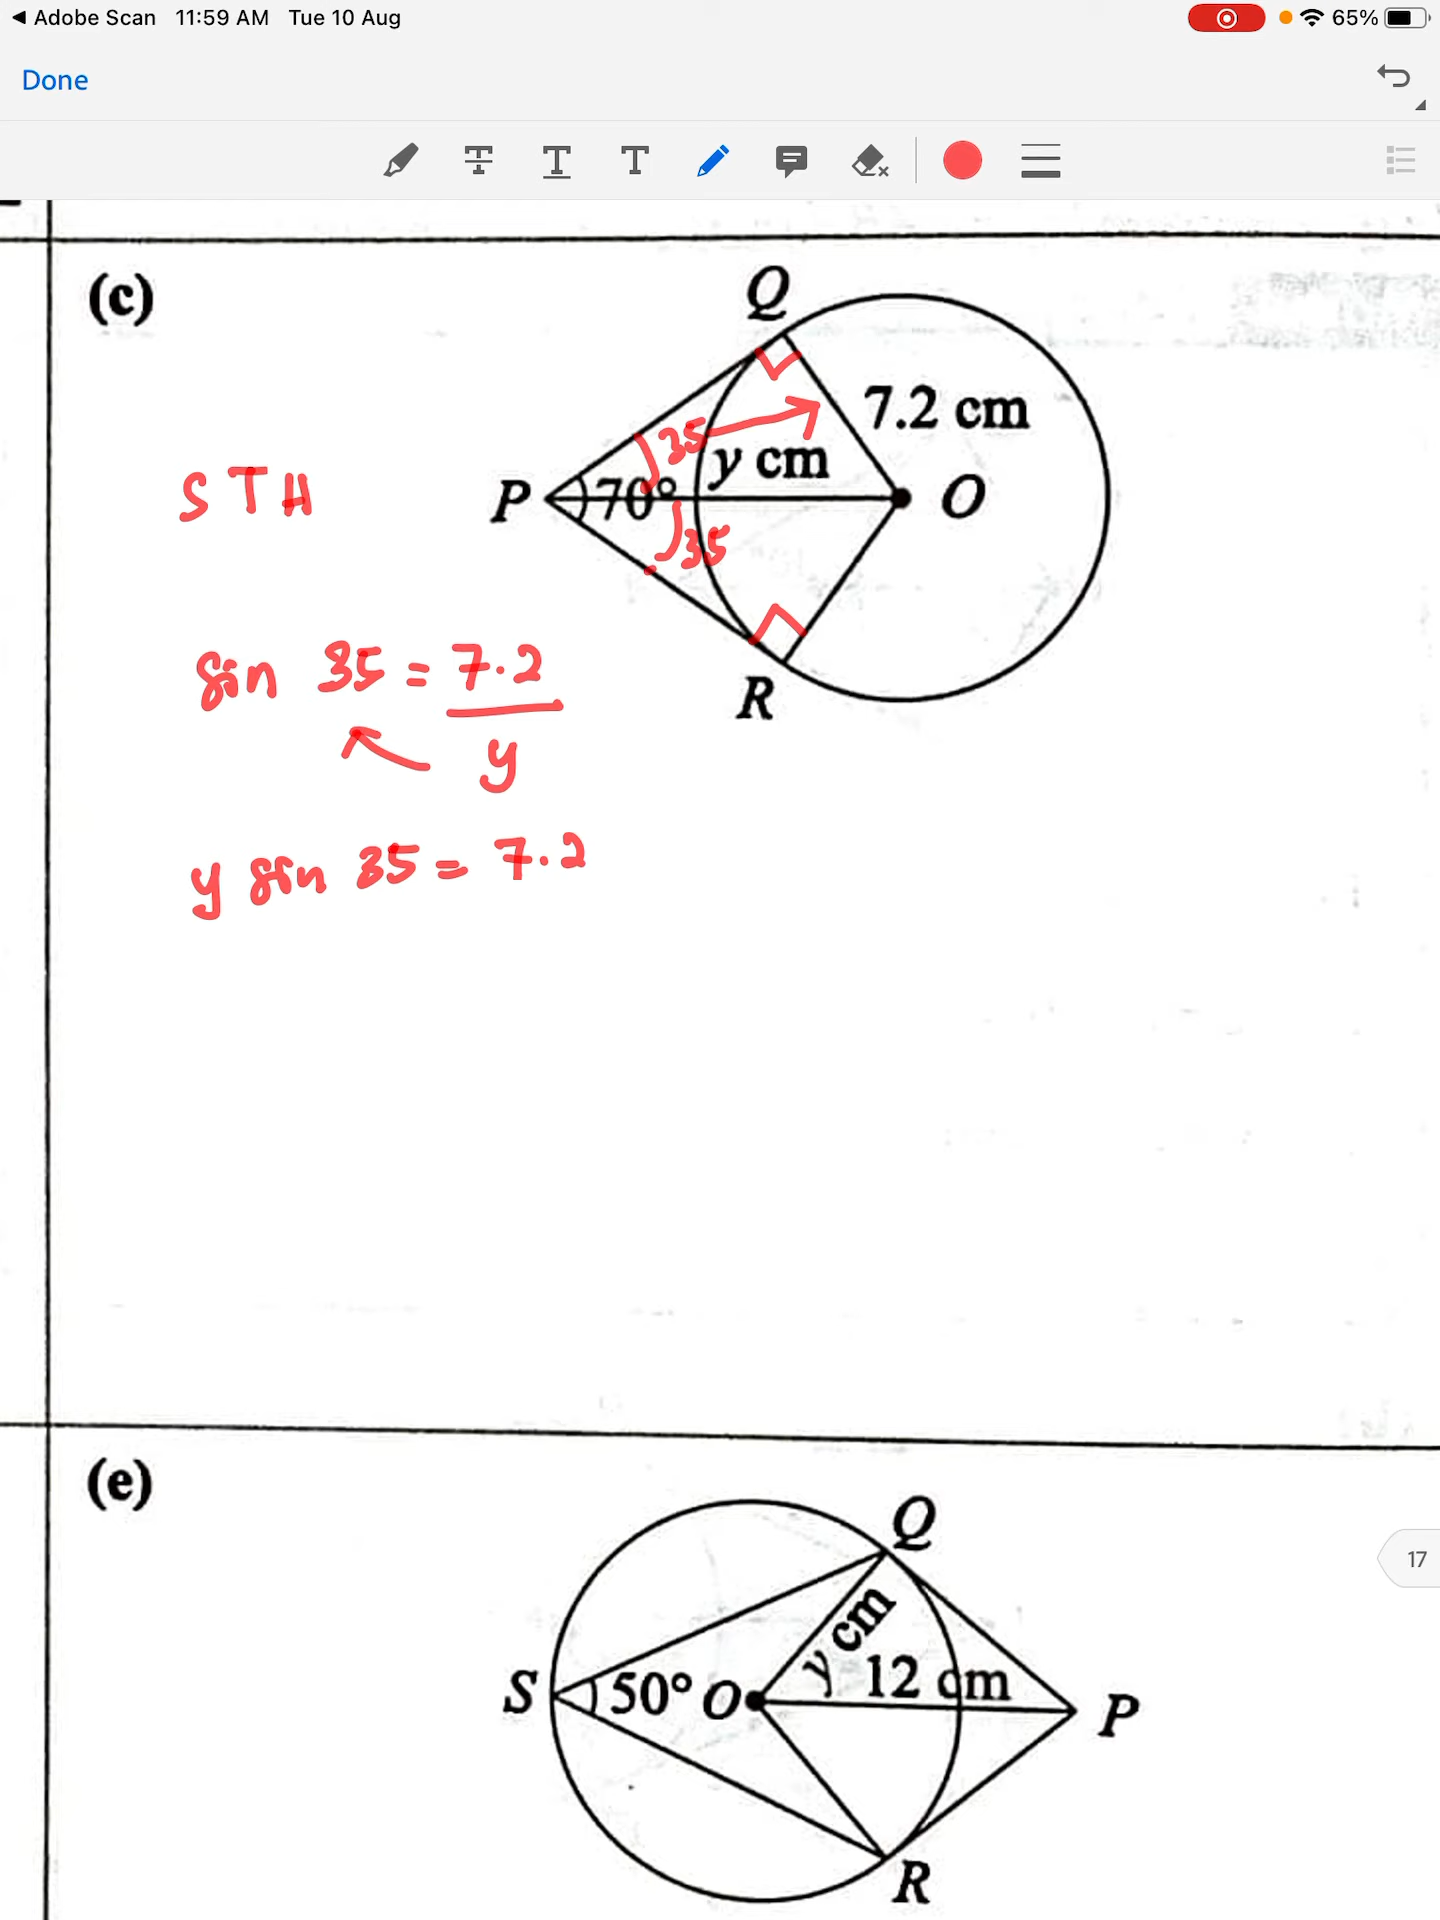 ◀ Adobe Scan 11:59 AM Tue 10 Aug 65%
Done
(c)
Q
7.2 cm
35
y cm
STH
P 70° O
35
R
sin 35 = 7.2
y
y sin 35 = 7.2
(e)
Q
17
y cm
12 cm
S 50° O P
R